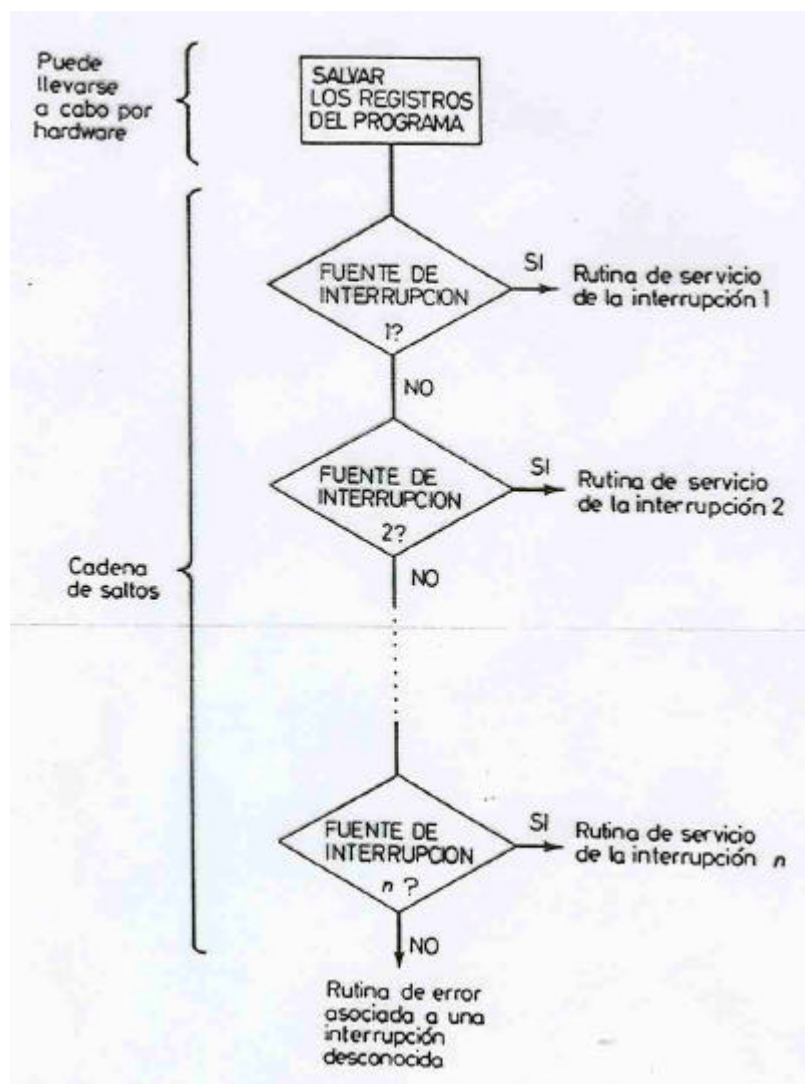 Puede
llevarse
a cabo por
hardware
SALVAR
LOS REGISTROS
DEL PROGRAMA
FUENTE DE
INTERRUPCION
1?
SI
Rutina de servicio
de la interrupción 1
NO
FUENTE DE
INTERRUPCION
2?
SI
Rutina de servicio
de la interrupción 2
NO
Cadena
de saltos
FUENTE DE
INTERRUPCION
n ?
SI
Rutina de servicio
de la interrupción n
NO
Rutina de error
asociada a una
interrupción
desconocida